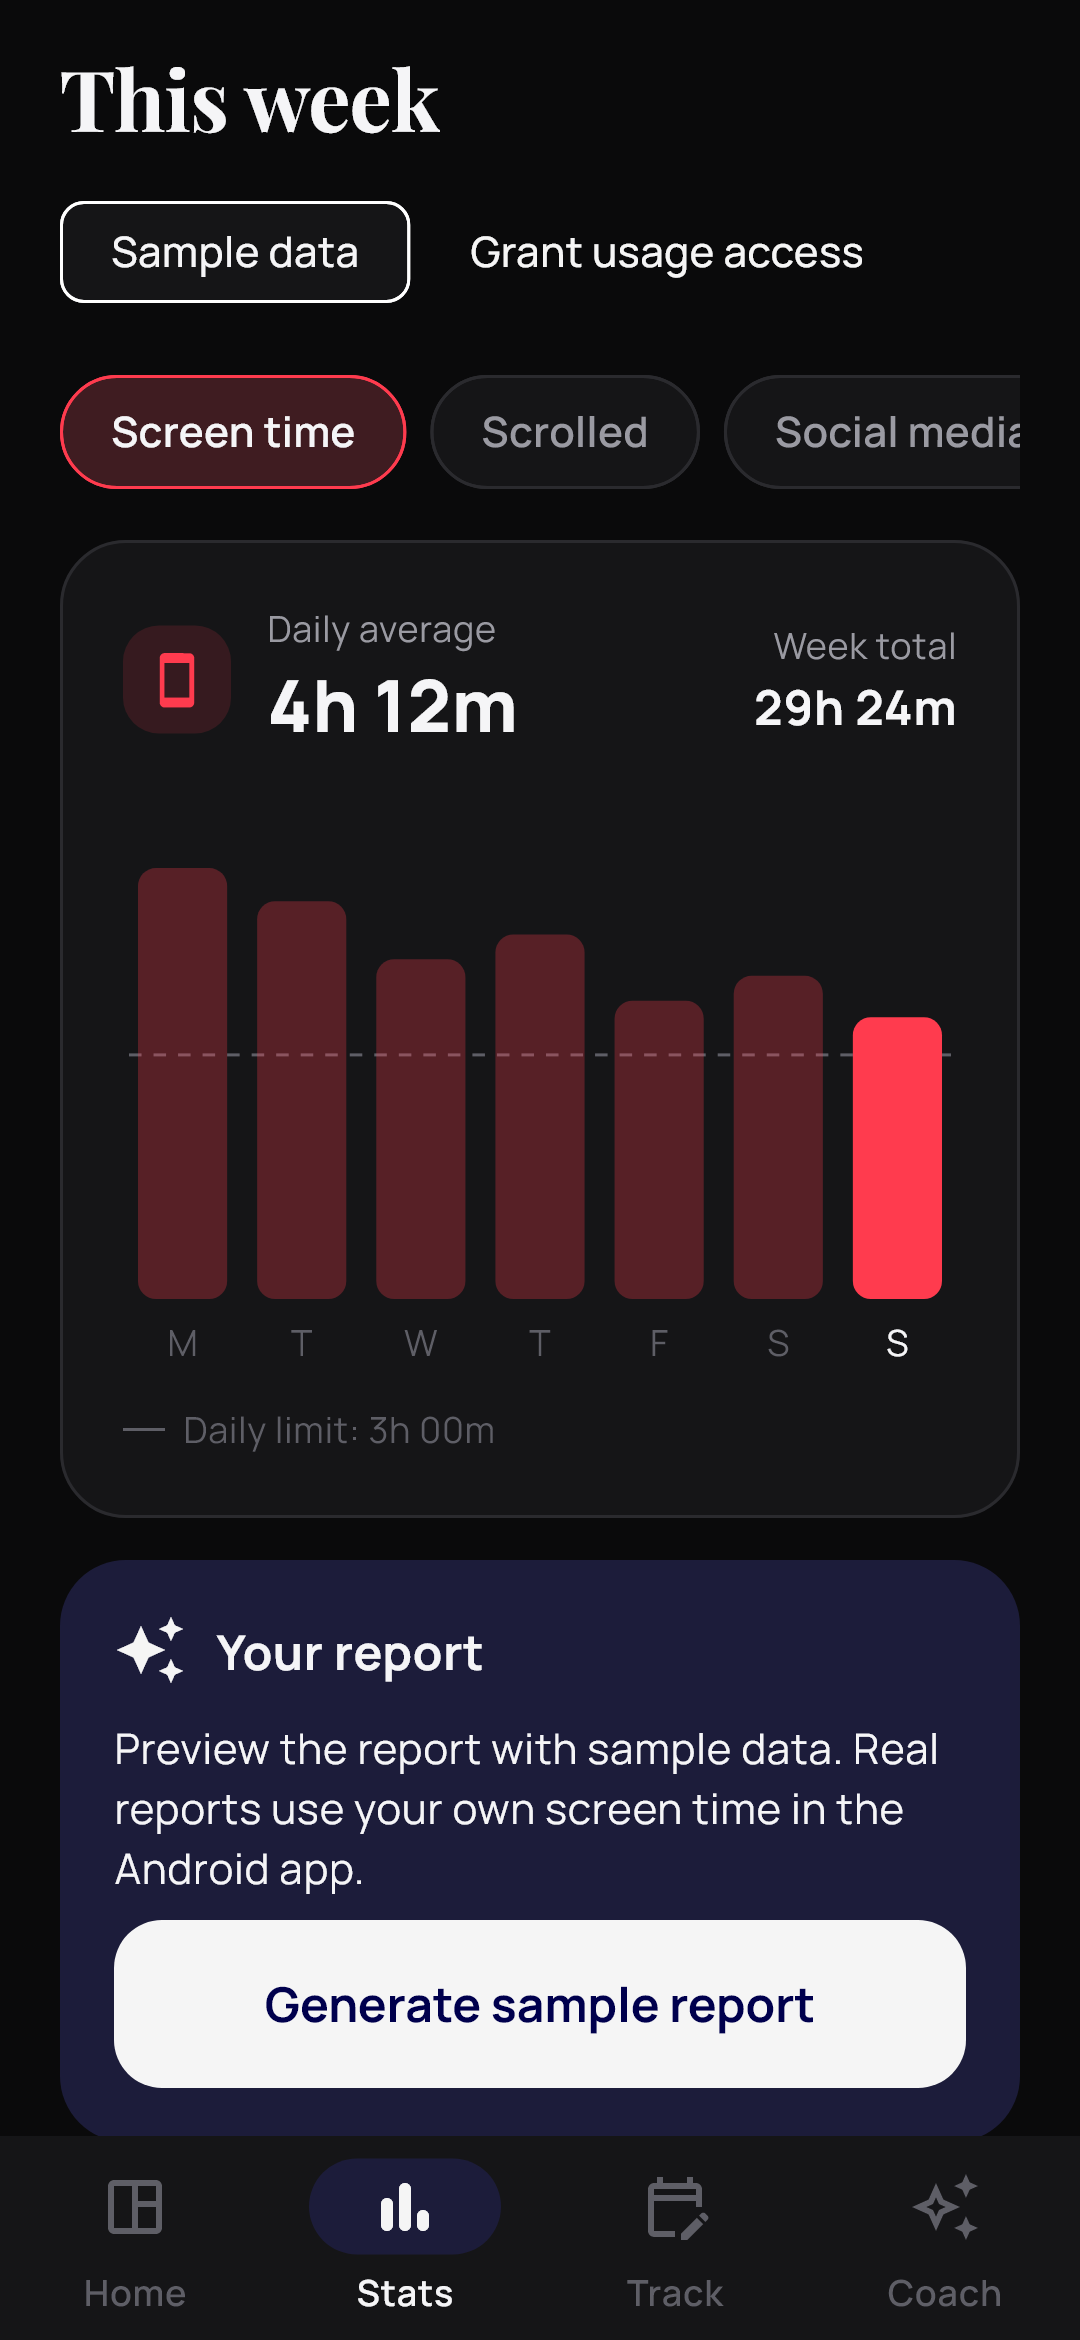 This week
Sample data
Grant usage access
Screen time
Scrolled
Social media
Daily average
4h 12m
Week total
29h 24m
M
T
W
T
F
S
S
Daily limit: 3h 00m
Your report
Preview the report with sample data. Real
reports use your own screen time in the
Android app.
Generate sample report
Home
Stats
Track
Coach